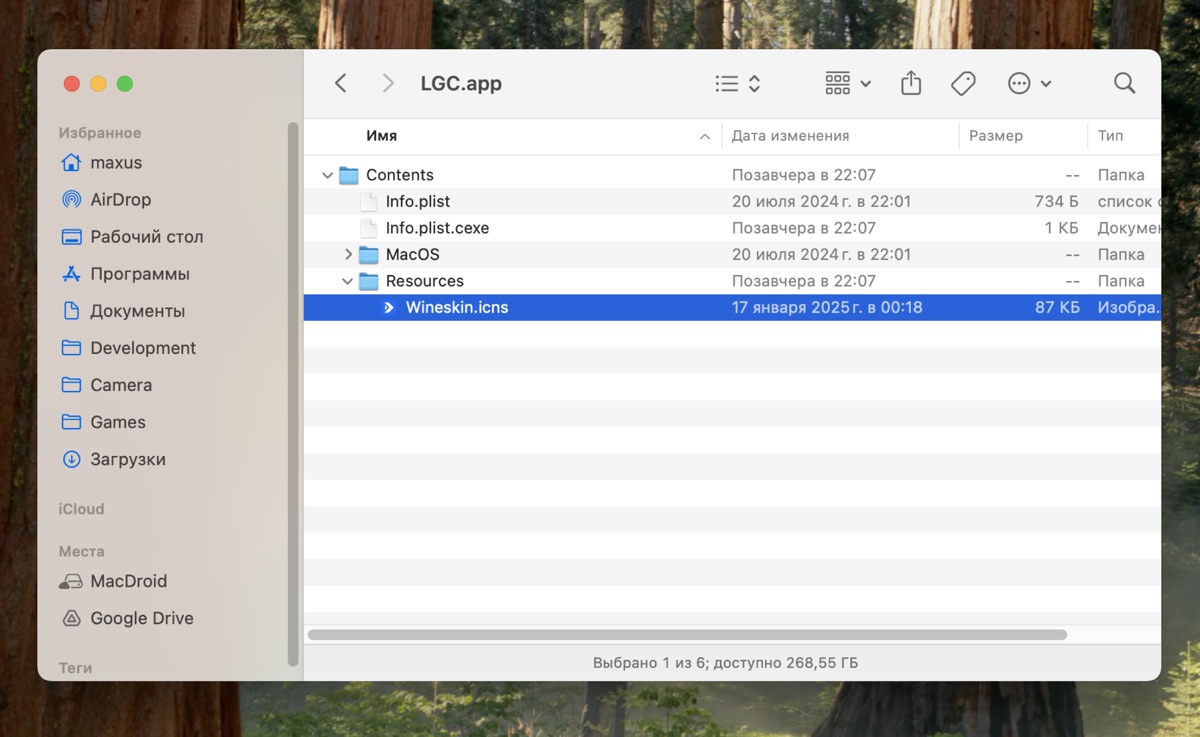 LGC.app
Избранное
maxus
AirDrop
Рабочий стол
Программы
Документы
Development
Camera
Games
Загрузки
iCloud
Места
MacDroid
Google Drive
Теги
Имя Дата изменения Размер Тип
Contents Позавчера в 22:07 -- Папка
Info.plist 20 июля 2024 г. в 22:01 734 Б список
Info.plist.cexe Позавчера в 22:07 1 КБ Докумен
MacOS 20 июля 2024 г. в 22:01 -- Папка
Resources Позавчера в 22:07 -- Папка
Wineskin.icns 17 января 2025 г. в 00:18 87 КБ Изобра.
Выбрано 1 из 6; доступно 268,55 ГБ